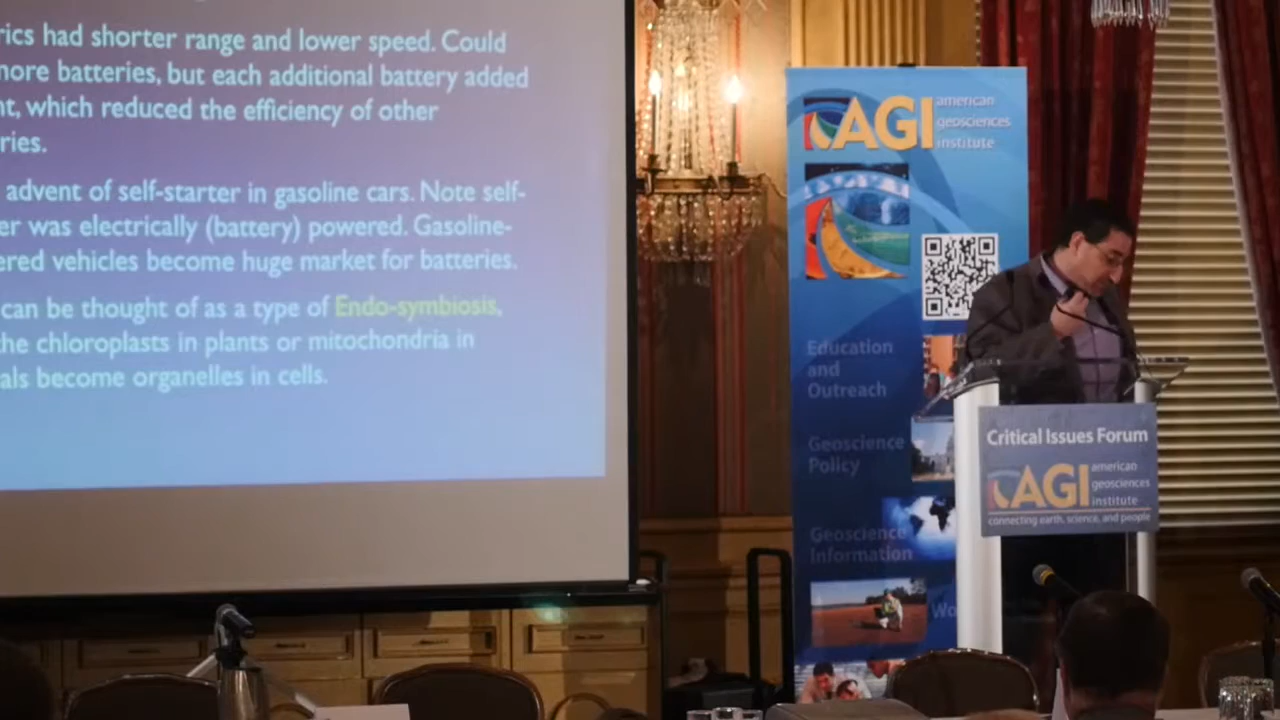 rics had shorter range and lower speed. Could
more batteries, but each additional battery added
nt, which reduced the efficiency of other
ries.
advent of self-starter in gasoline cars. Note self-
er was electrically (battery) powered. Gasoline-
ered vehicles become huge market for batteries.
can be thought of as a type of Endo-symbiosis,
he chloroplasts in plants or mitochondria in
als become organelles in cells.
AGI american
geosciences
institute
Education
and
Outreach
Geoscience
Policy
Geoscience
Information
Wo
Critical Issues Forum
AGI american
geosciences
institute
connecting earth, science, and people